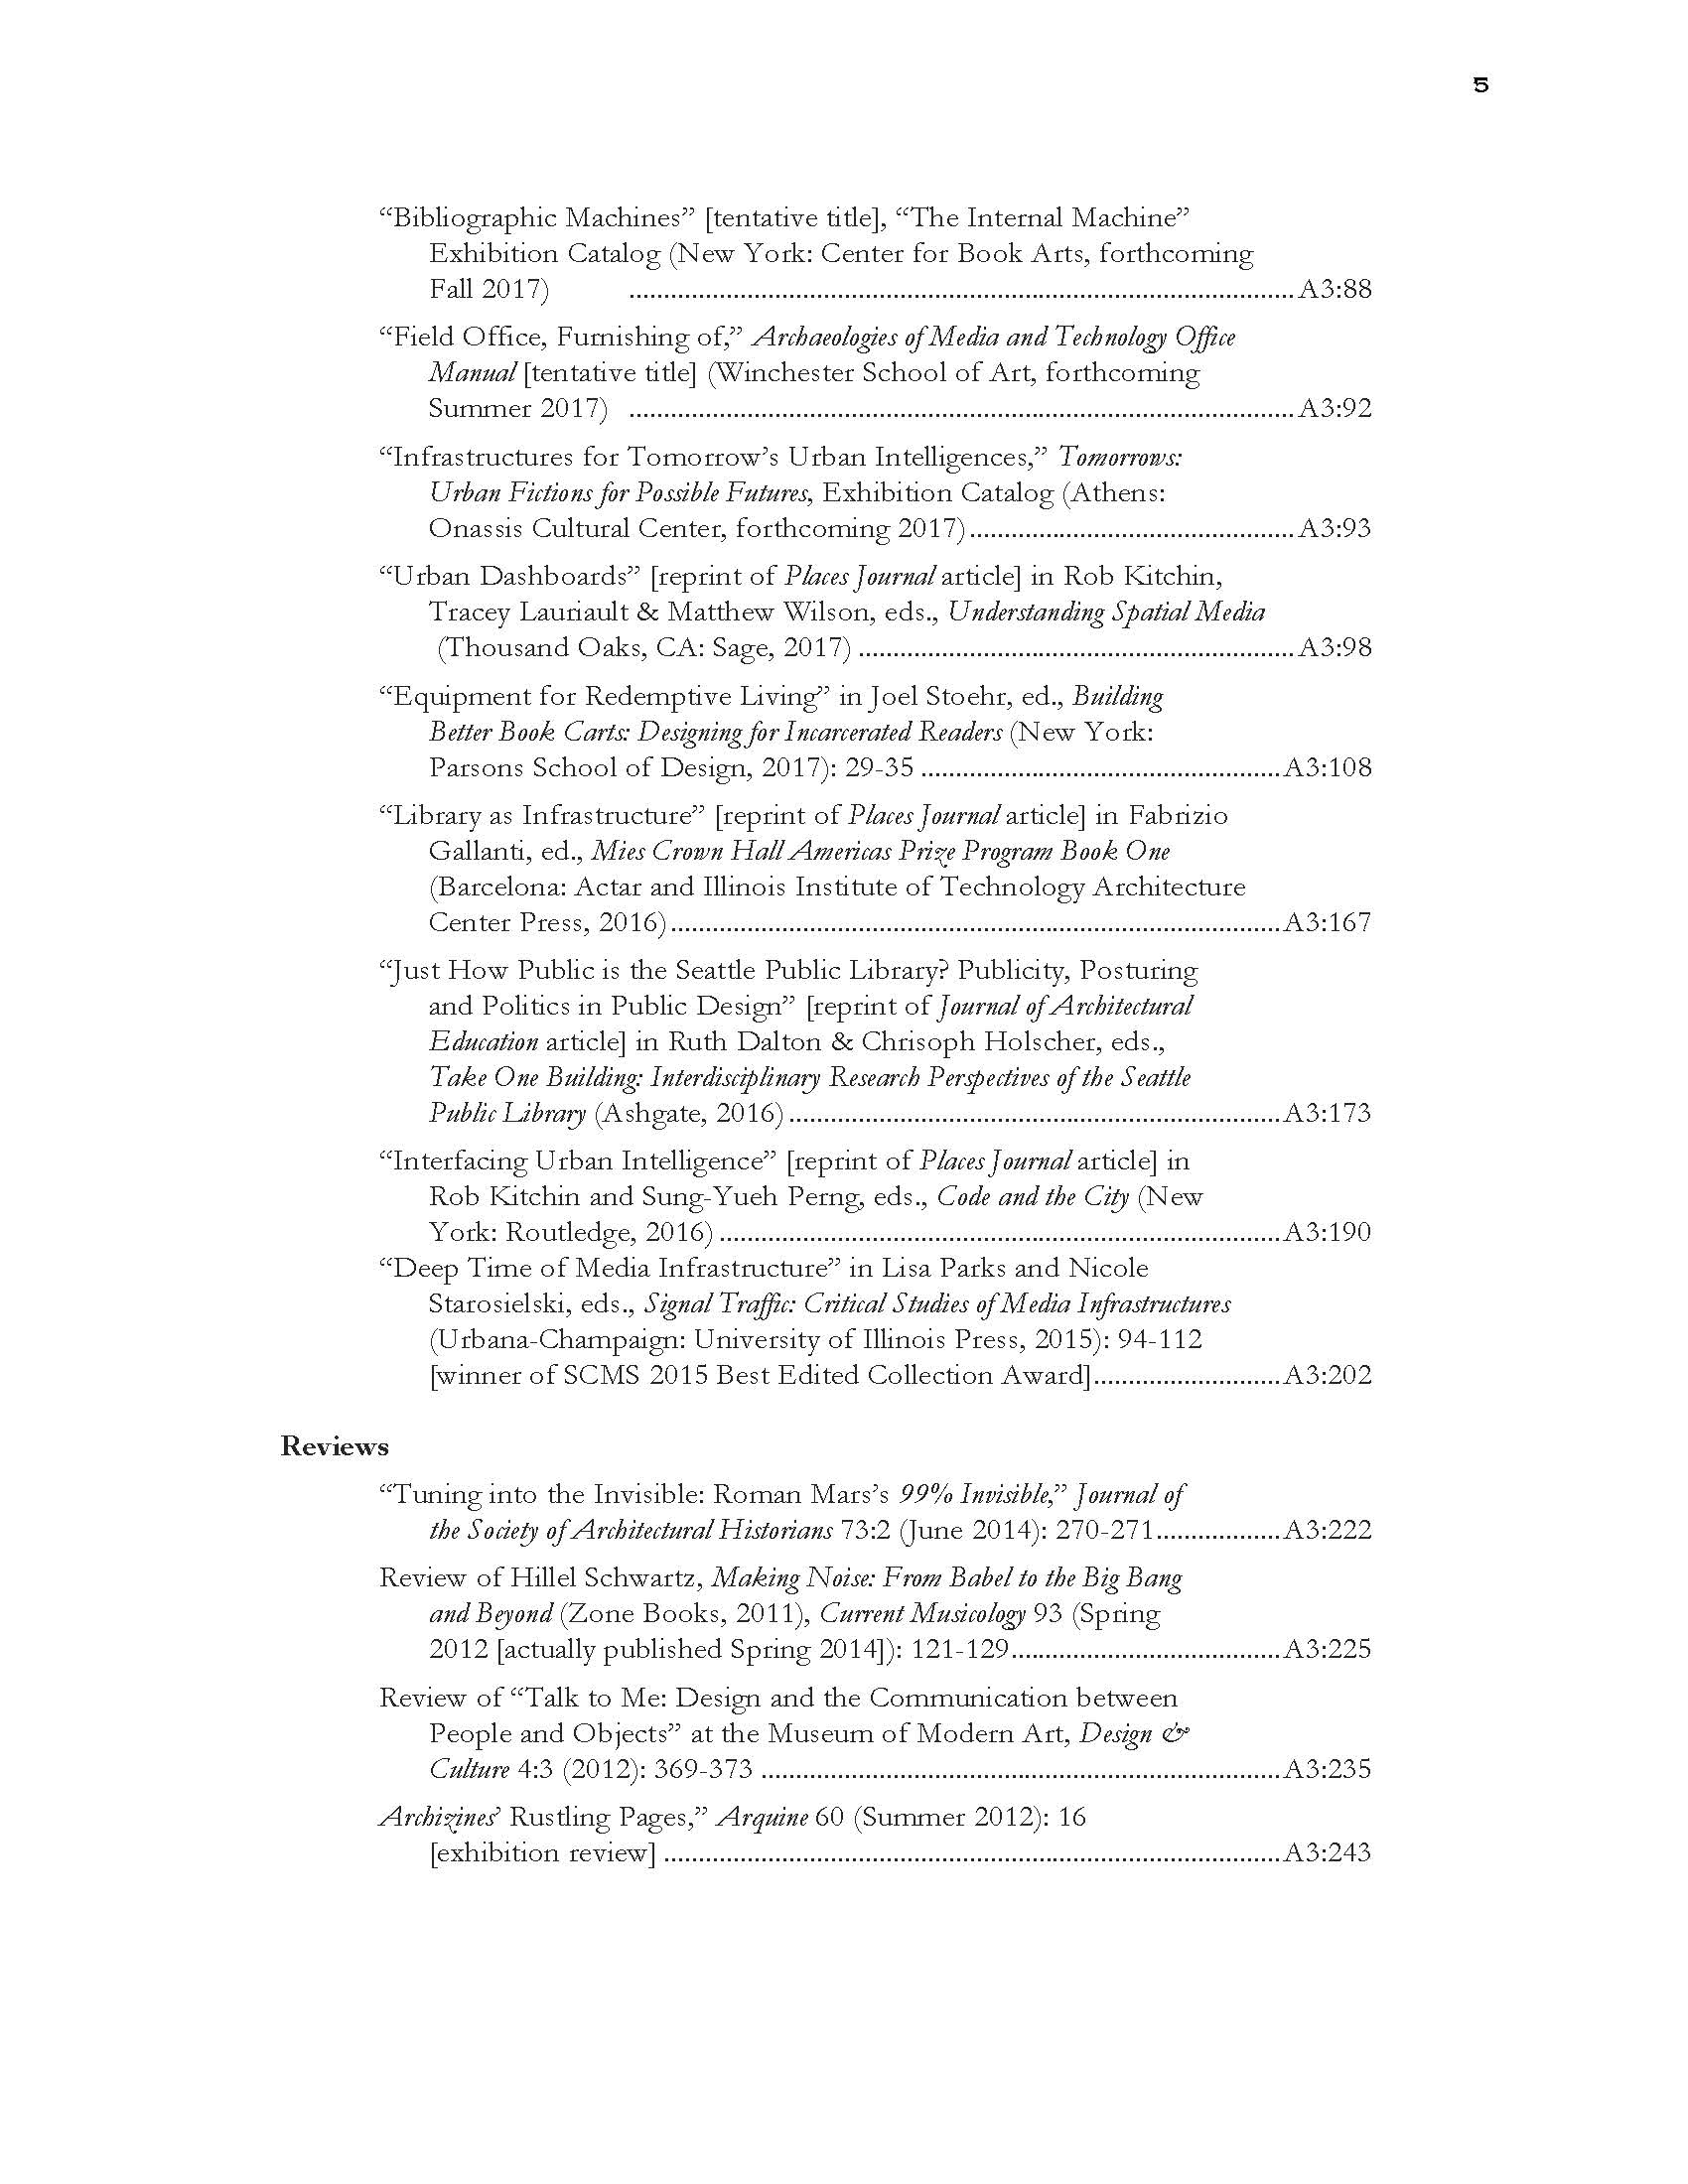 5
“Bibliographic Machines” [tentative title], “The Internal Machine”
Exhibition Catalog (New York: Center for Book Arts, forthcoming
Fall 2017) ................................................................................................A3:88
“Field Office, Furnishing of,” Archaeologies of Media and Technology Office
Manual [tentative title] (Winchester School of Art, forthcoming
Summer 2017) ................................................................................................A3:92
“Infrastructures for Tomorrow’s Urban Intelligences,” Tomorrows:
Urban Fictions for Possible Futures, Exhibition Catalog (Athens:
Onassis Cultural Center, forthcoming 2017)...............................................A3:93
“Urban Dashboards” [reprint of Places Journal article] in Rob Kitchin,
Tracey Lauriault & Matthew Wilson, eds., Understanding Spatial Media
(Thousand Oaks, CA: Sage, 2017) ...............................................................A3:98
“Equipment for Redemptive Living” in Joel Stoehr, ed., Building
Better Book Carts: Designing for Incarcerated Readers (New York:
Parsons School of Design, 2017): 29-35 ....................................................A3:108
“Library as Infrastructure” [reprint of Places Journal article] in Fabrizio
Gallanti, ed., Mies Crown Hall Americas Prize Program Book One
(Barcelona: Actar and Illinois Institute of Technology Architecture
Center Press, 2016)........................................................................................A3:167
“Just How Public is the Seattle Public Library? Publicity, Posturing
and Politics in Public Design” [reprint of Journal of Architectural
Education article] in Ruth Dalton & Chrisoph Holscher, eds.,
Take One Building: Interdisciplinary Research Perspectives of the Seattle
Public Library (Ashgate, 2016).......................................................................A3:173
“Interfacing Urban Intelligence” [reprint of Places Journal article] in
Rob Kitchin and Sung-Yueh Perng, eds., Code and the City (New
York: Routledge, 2016).................................................................................A3:190
“Deep Time of Media Infrastructure” in Lisa Parks and Nicole
Starosielski, eds., Signal Traffic: Critical Studies of Media Infrastructures
(Urbana-Champaign: University of Illinois Press, 2015): 94-112
[winner of SCMS 2015 Best Edited Collection Award]...........................A3:202
Reviews
“Tuning into the Invisible: Roman Mars’s 99% Invisible,” Journal of
the Society of Architectural Historians 73:2 (June 2014): 270-271..................A3:222
Review of Hillel Schwartz, Making Noise: From Babel to the Big Bang
and Beyond (Zone Books, 2011), Current Musicology 93 (Spring
2012 [actually published Spring 2014]): 121-129.......................................A3:225
Review of “Talk to Me: Design and the Communication between
People and Objects” at the Museum of Modern Art, Design &
Culture 4:3 (2012): 369-373 ...........................................................................A3:235
Archizines’ Rustling Pages,” Arquine 60 (Summer 2012): 16
[exhibition review] .........................................................................................A3:243